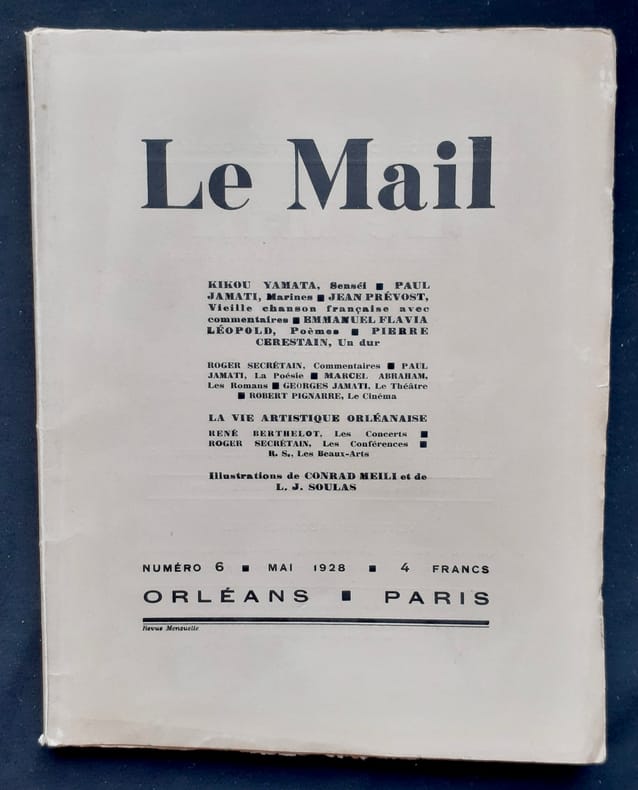 Le Mail
KIKOU YAMATA, Senséï ■ PAUL
JAMATI, Marines ■ JEAN PRÉVOST,
Vieille chanson française avec
commentaires ■ EMMANUEL FLAVIA
LÉOPOLD, Poèmes ■ PIERRE
CERESTAIN, Un dur
ROGER SECRÉTAIN, Commentaires ■ PAUL
JAMATI, La Poésie ■ MARCEL ABRAHAM,
Les Romans ■ GEORGES JAMATI, Le Théâtre
■ ROBERT PIGNARRE, Le Cinéma
LA VIE ARTISTIQUE ORLÉANAISE
RENÉ BERTHELOT, Les Concerts ■
ROGER SECRÉTAIN, Les Conférences ■
R. S., Les Beaux-Arts
Illustrations de CONRAD MEILI et de
L. J. SOULAS
NUMÉRO 6 ■ MAI 1928 ■ 4 FRANCS
ORLÉANS ■ PARIS
Revue Mensuelle